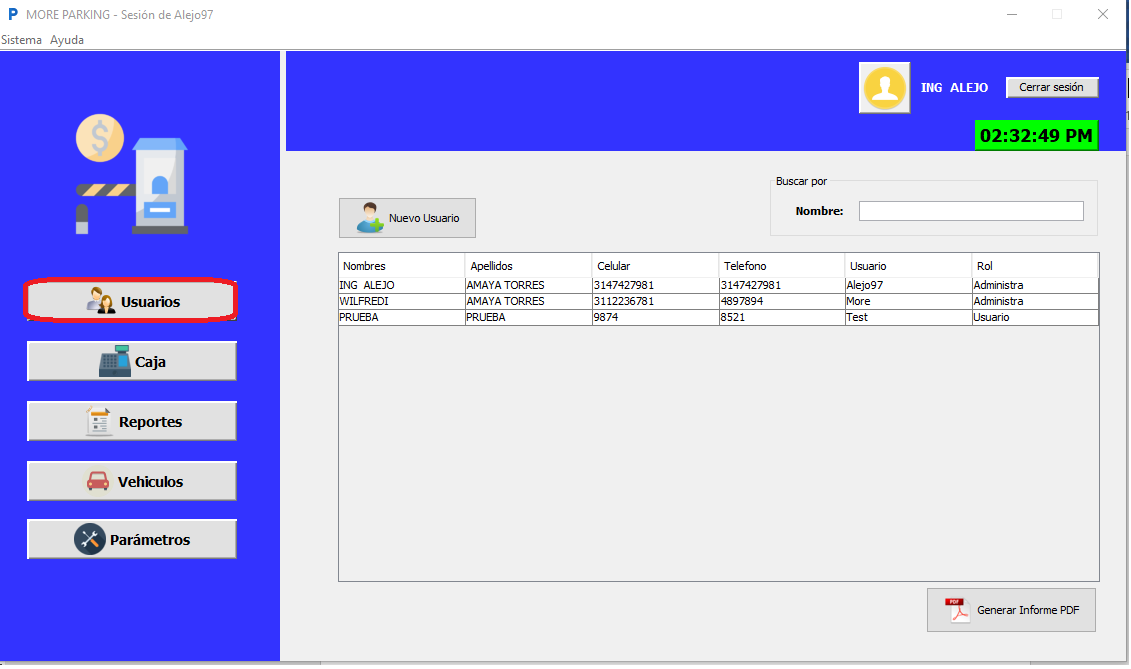 P MORE PARKING - Sesión de Alejo97
Sistema Ayuda
ING ALEJO
Cerrar sesión
02:32:49 PM
$
Usuarios
Caja
Reportes
Vehiculos
Parámetros
Nuevo Usuario
Buscar por
Nombre:
Nombres Apellidos Celular Telefono Usuario Rol
ING ALEJO AMAYA TORRES 3147427981 3147427981 Alejo97 Administra
WILFREDI AMAYA TORRES 3112236781 4897894 More Administra
PRUEBA PRUEBA 9874 8521 Test Usuario
PDF
Generar Informe PDF